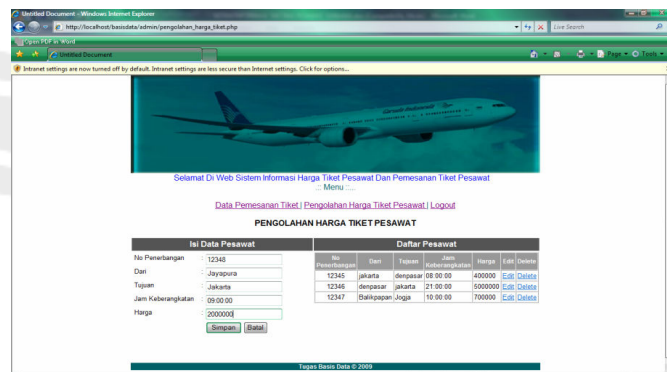 Untitled Document - Windows Internet Explorer
http://localhost/basisdata/admin/pengolahan_harga_tiket.php
Live Search
Open PDF in Word
Untitled Document
Page Tools
Intranet settings are now turned off by default. Intranet settings are less secure than Internet settings. Click for options...
Garuda Indonesia
Selamat Di Web Sistem Informasi Harga Tiket Pesawat Dan Pemesanan Tiket Pesawat
.:: Menu ::..
Data Pemesanan Tiket | Pengolahan Harga Tiket Pesawat | Logout
PENGOLAHAN HARGA TIKET PESAWAT
Isi Data Pesawat
No Penerbangan : 12348
Dari : Jayapura
Tujuan : Jakarta
Jam Keberangkatan : 09:00:00
Harga : 2000000
Simpan Batal
Daftar Pesawat
No Penerbangan Dari Tujuan Jam Keberangkatan Harga Edit Delete
12345 jakarta denpasar 08:00:00 400000 Edit Delete
12346 denpasar jakarta 21:00:00 5000000 Edit Delete
12347 Balikpapan Jogja 10:00:00 700000 Edit Delete
Tugas Basis Data © 2009